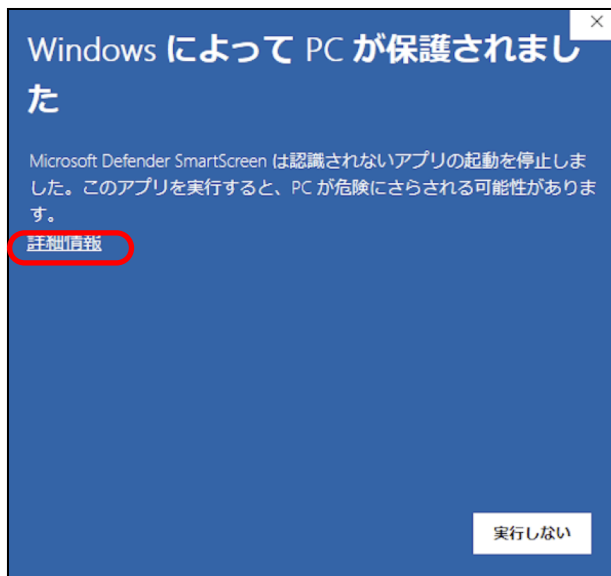 Windows によって PC が保護されまし
た
Microsoft Defender SmartScreen は認識されないアプリの起動を停止しま
した。このアプリを実行すると、PC が危険にさらされる可能性がありま
す。
詳細情報
実行しない